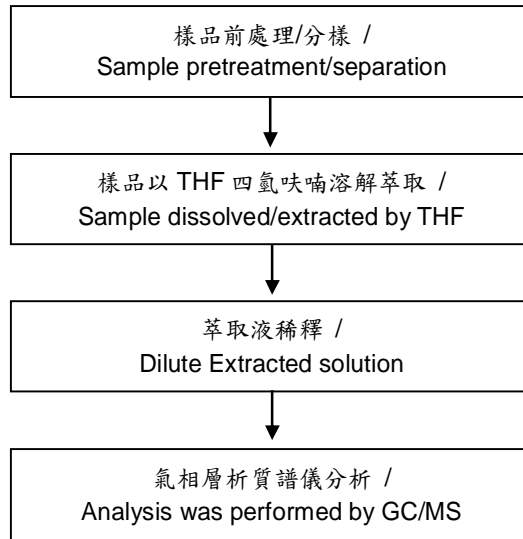 樣品前處理/分樣 /
Sample pretreatment/separation
樣品以 THF 四氫呋喃溶解萃取 /
Sample dissolved/extracted by THF
萃取液稀釋 /
Dilute Extracted solution
氣相層析質譜儀分析 /
Analysis was performed by GC/MS